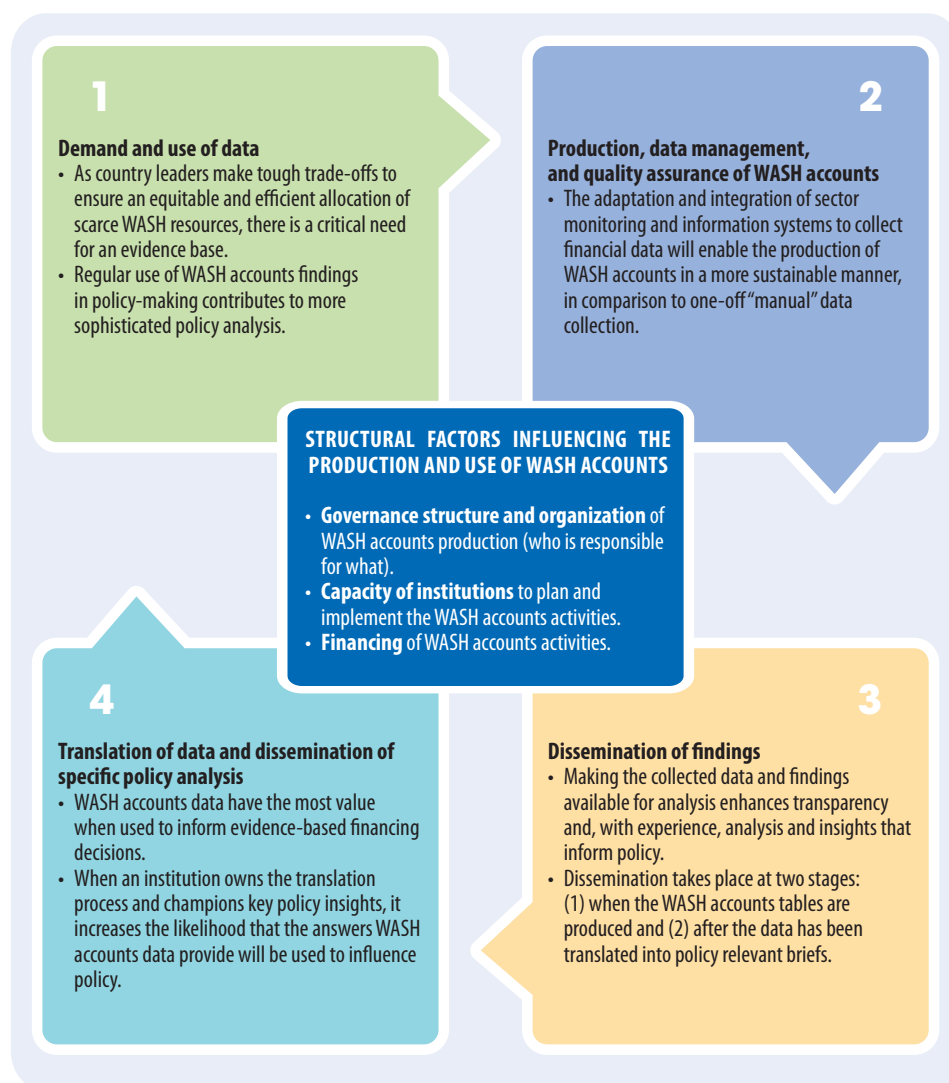 1
Demand and use of data
• As country leaders make tough trade-offs to
ensure an equitable and efficient allocation of
scarce WASH resources, there is a critical need
for an evidence base.
• Regular use of WASH accounts findings
in policy-making contributes to more
sophisticated policy analysis.
2
Production, data management,
and quality assurance of WASH accounts
• The adaptation and integration of sector
monitoring and information systems to collect
financial data will enable the production of
WASH accounts in a more sustainable manner,
in comparison to one-off “manual” data
collection.
STRUCTURAL FACTORS INFLUENCING THE
PRODUCTION AND USE OF WASH ACCOUNTS
• Governance structure and organization of
WASH accounts production (who is responsible
for what).
• Capacity of institutions to plan and
implement the WASH accounts activities.
• Financing of WASH accounts activities.
4
Translation of data and dissemination of
specific policy analysis
• WASH accounts data have the most value
when used to inform evidence-based financing
decisions.
• When an institution owns the translation
process and champions key policy insights, it
increases the likelihood that the answers WASH
accounts data provide will be used to influence
policy.
3
Dissemination of findings
• Making the collected data and findings
available for analysis enhances transparency
and, with experience, analysis and insights that
inform policy.
• Dissemination takes place at two stages:
(1) when the WASH accounts tables are
produced and (2) after the data has been
translated into policy relevant briefs.